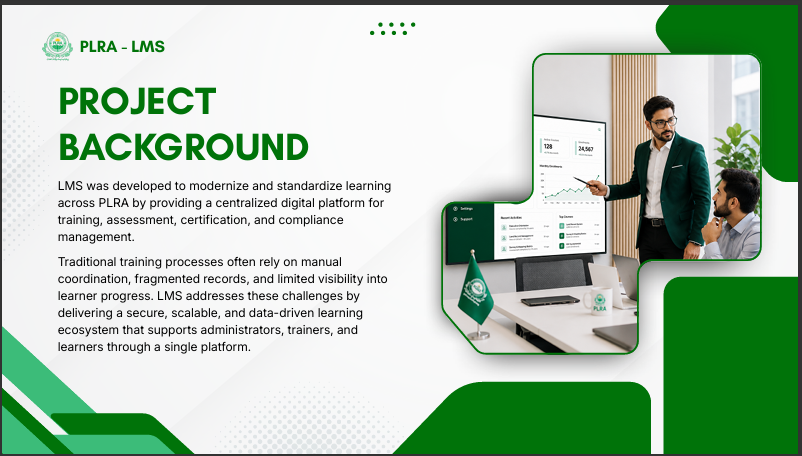 PLRA - LMS
PROJECT
BACKGROUND
LMS was developed to modernize and standardize learning
across PLRA by providing a centralized digital platform for
training, assessment, certification, and compliance
management.
Traditional training processes often rely on manual
coordination, fragmented records, and limited visibility into
learner progress. LMS addresses these challenges by
delivering a secure, scalable, and data-driven learning
ecosystem that supports administrators, trainers, and
learners through a single platform.
128
24,567
Settings
Support
Recent Activities
Top Courses
PLRA